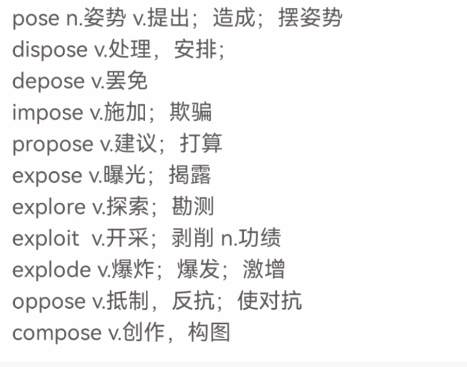 pose n.姿势 v.提出；造成；摆姿势
dispose v.处理，安排；
depose v.罢免
impose v.施加；欺骗
propose v.建议；打算
expose v.曝光；揭露
explore v.探索；勘测
exploit  v.开采；剥削 n.功绩
explode v.爆炸；爆发；激增
oppose v.抵制，反抗；使对抗
compose v.创作，构图